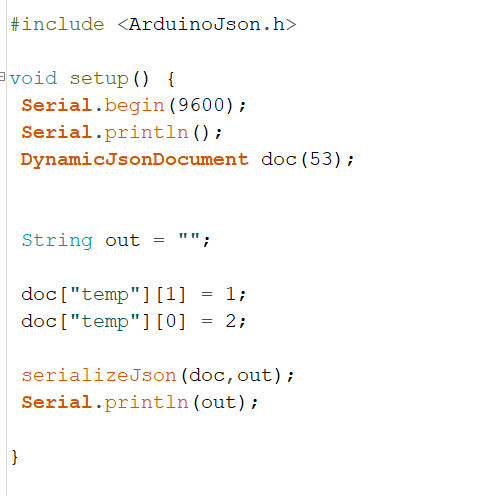 #include <ArduinoJson.h>
void setup() {
Serial.begin(9600);
Serial.println();
DynamicJsonDocument doc(53);
String out = "";
doc["temp"][1] = 1;
doc["temp"][0] = 2;
serializeJson(doc,out);
Serial.println(out);
}